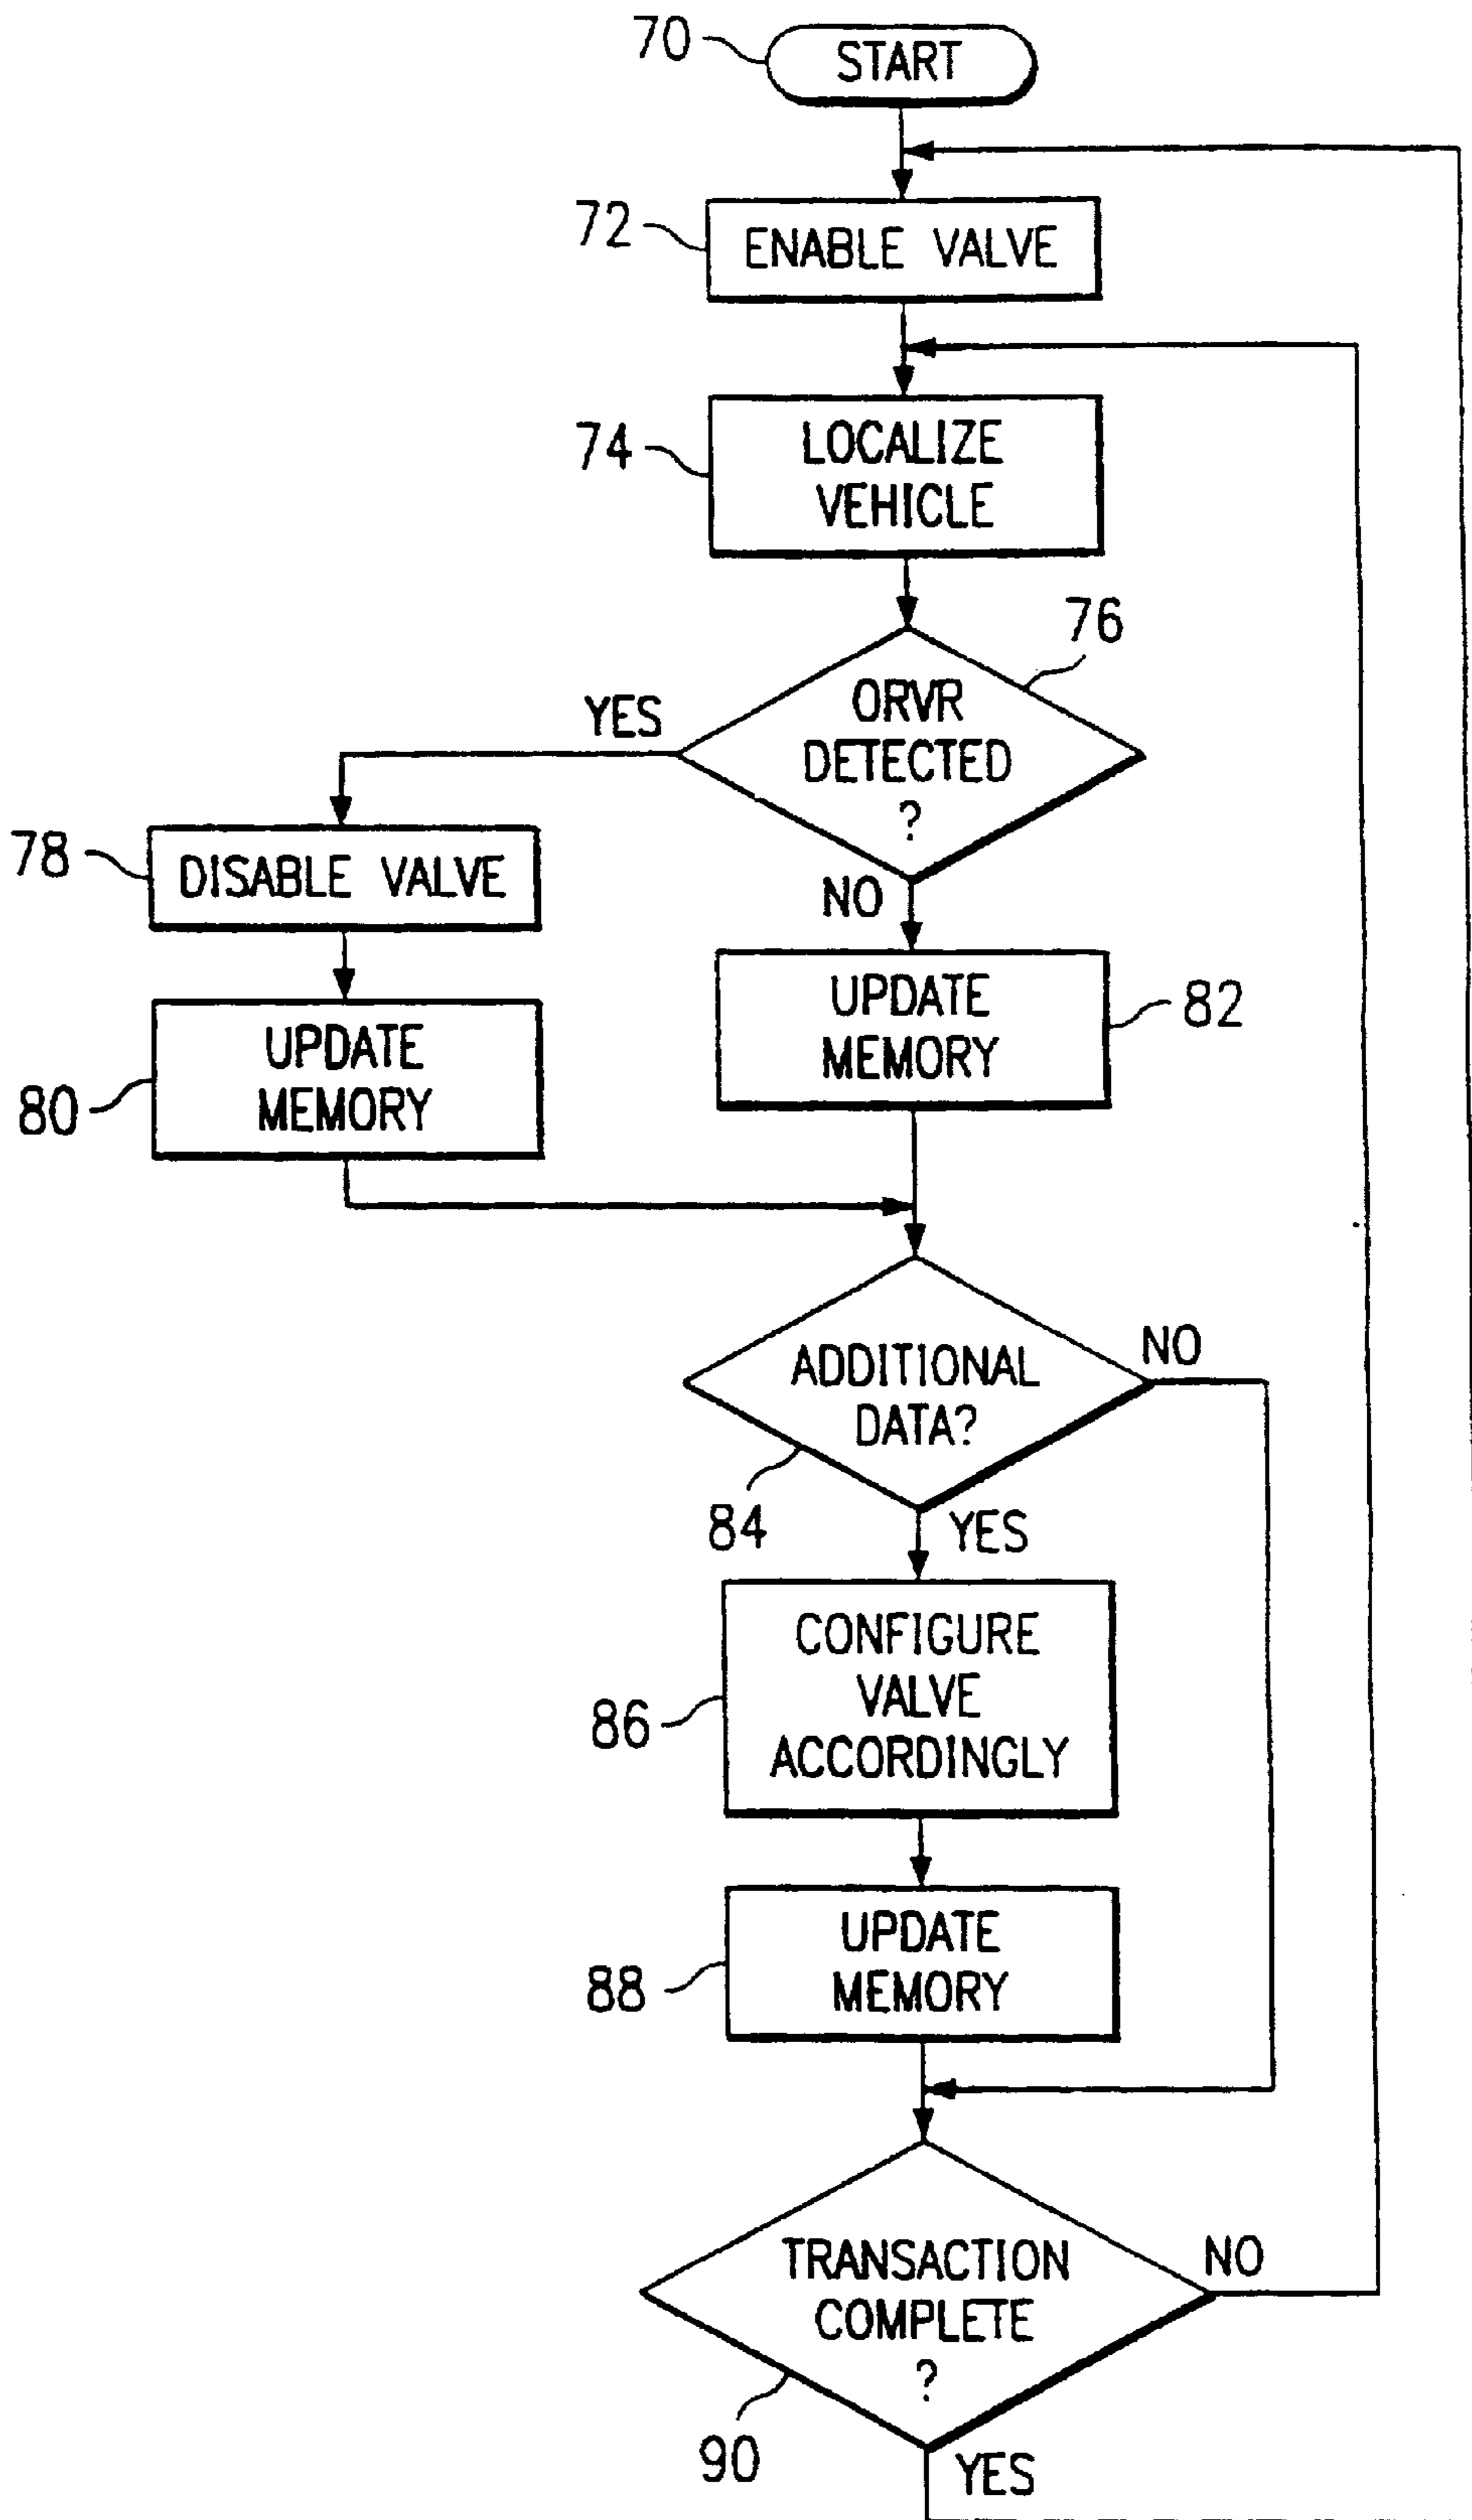 70
START
72
ENABLE VALVE
74
LOCALIZE
VEHICLE
76
ORVR
DETECTED
?
YES
NO
78
DISABLE VALVE
80
UPDATE
MEMORY
UPDATE
MEMORY
82
ADDITIONAL
DATA?
NO
84
YES
CONFIGURE
VALVE
ACCORDINGLY
86
UPDATE
MEMORY
88
TRANSACTION
COMPLETE
?
NO
90
YES